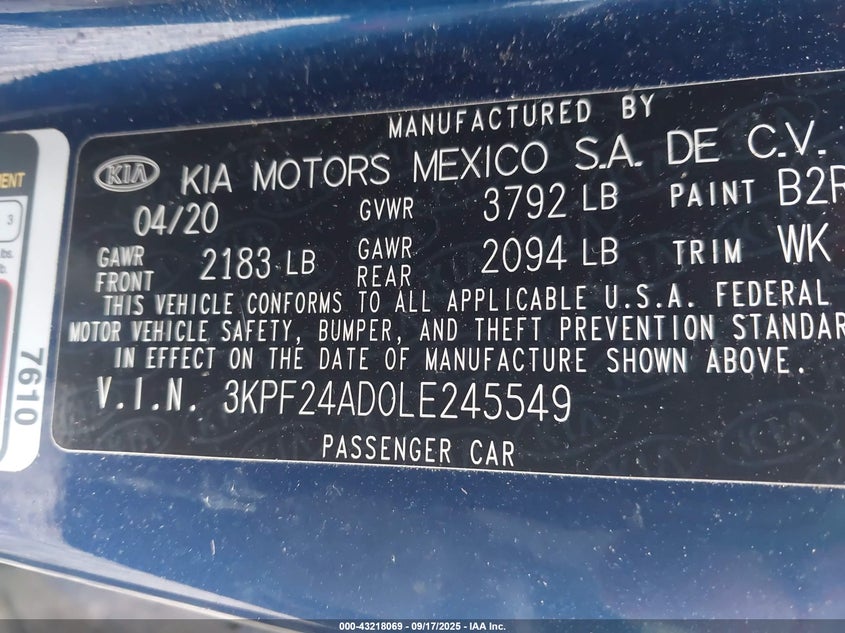 MANUFACTURED BY
KIA KIA MOTORS MEXICO S.A. DE C.V.
04/20 GVWR 3792 LB PAINT B2R
GAWR FRONT 2183 LB GAWR REAR 2094 LB TRIM WK
THIS VEHICLE CONFORMS TO ALL APPLICABLE U.S.A. FEDERAL
MOTOR VEHICLE SAFETY, BUMPER, AND THEFT PREVENTION STANDAR
IN EFFECT ON THE DATE OF MANUFACTURE SHOWN ABOVE.
V.I.N. 3KPF24AD0LE245549
PASSENGER CAR
MENT
3
lbs.
b.
7610
000-43218069 - 09/17/2025 - IAA Inc.